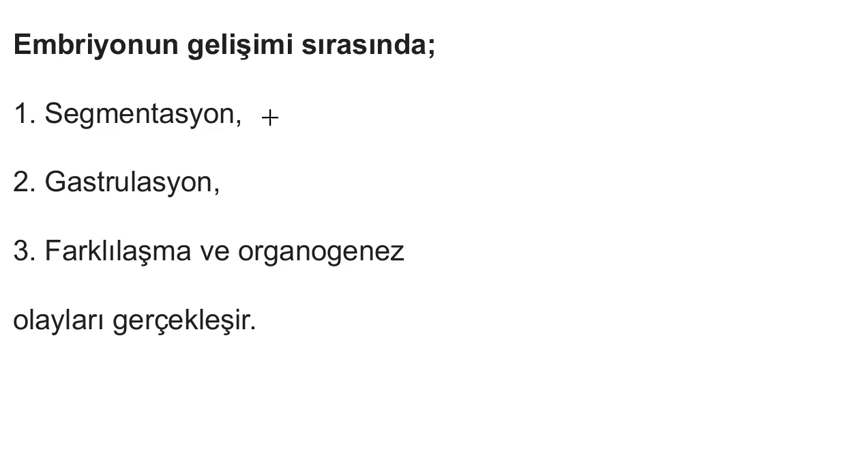 Embriyonun gelişimi sırasında;
1. Segmentasyon,
2. Gastrulasyon,
3. Farklılaşma ve organogenez
olayları gerçekleşir.